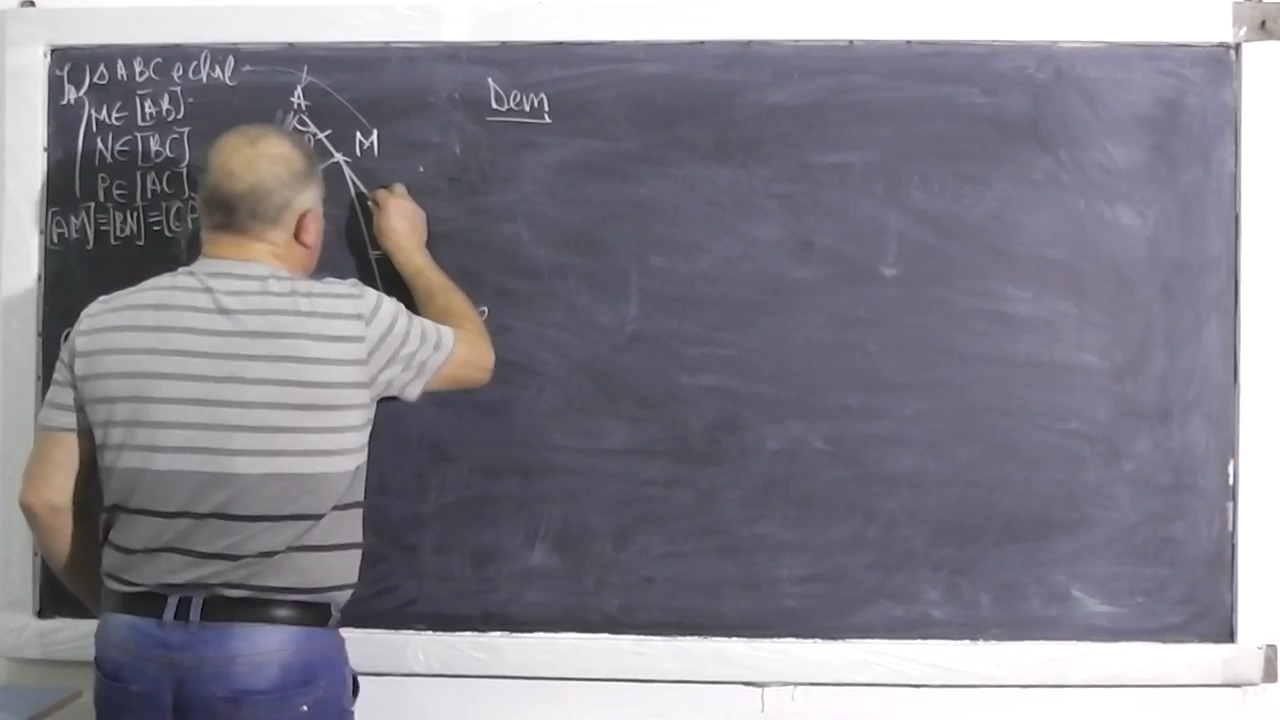 Δ ABC echil
M∈[AB]
N∈[BC]
P∈[AC]
[AM]≡[BN]≡[C
A
M
Dem